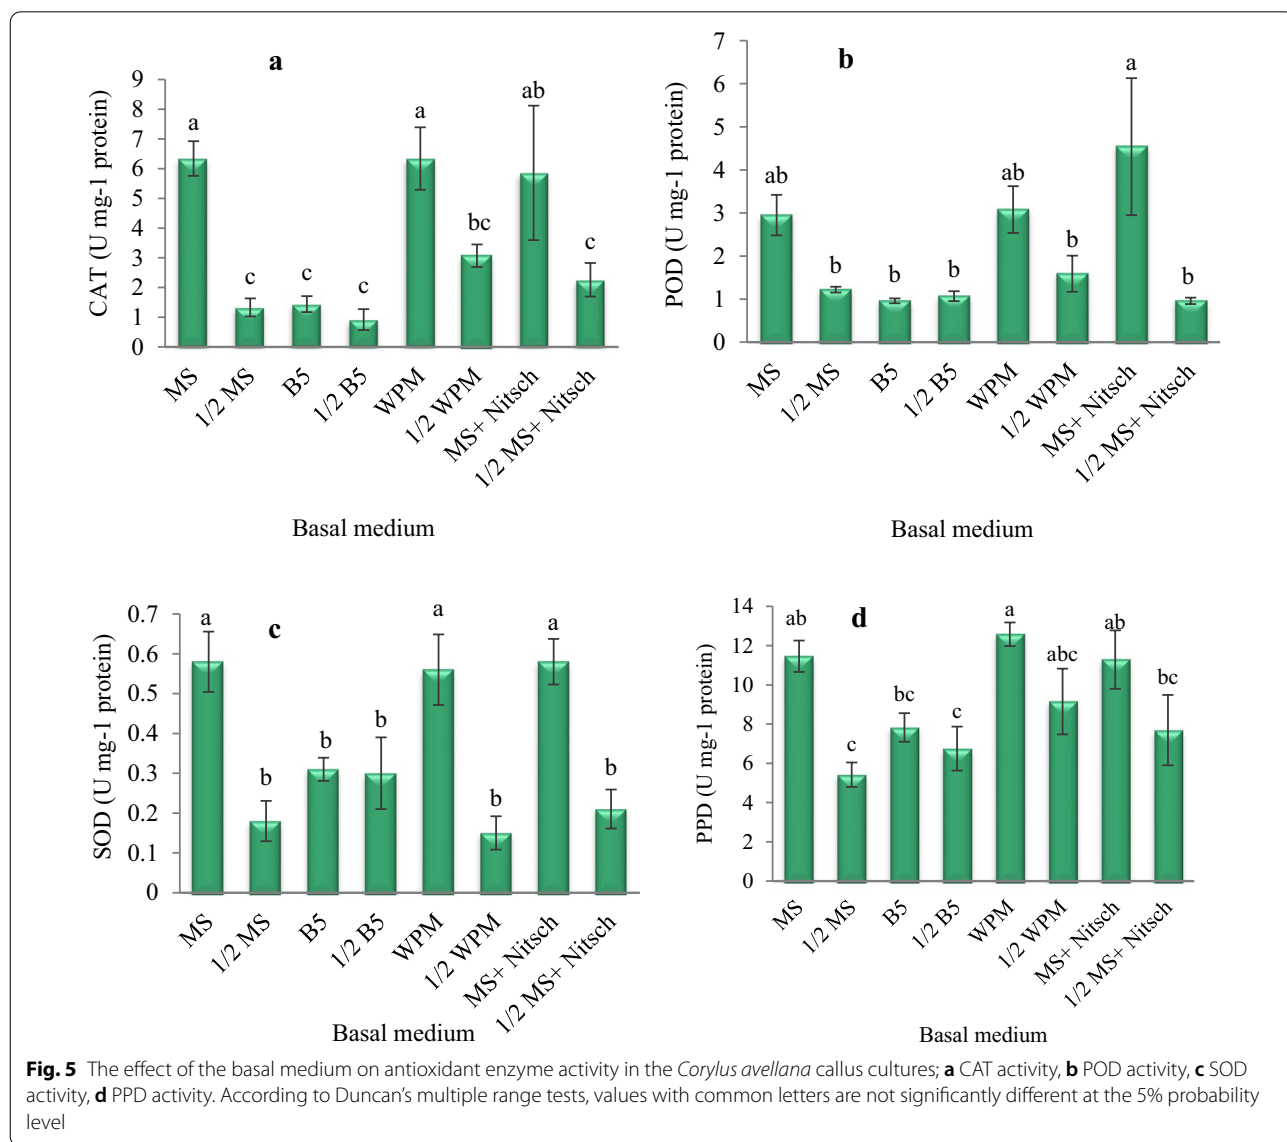 a
CAT (U mg-1 protein)
9
8
7
6
5
4
3
2
1
0
a
c
c
c
a
bc
ab
c
MS
1/2 MS
B5
1/2 B5
WPM
1/2 WPM
MS+ Nitsch
1/2 MS+ Nitsch
Basal medium
b
POD (U mg-1 protein)
7
6
5
4
3
2
1
0
ab
b
b
b
ab
b
a
b
MS
1/2 MS
B5
1/2 B5
WPM
1/2 WPM
MS+ Nitsch
1/2 MS+ Nitsch
Basal medium
c
SOD (U mg-1 protein)
0.7
0.6
0.5
0.4
0.3
0.2
0.1
0
a
b
b
b
a
b
a
b
MS
1/2 MS
B5
1/2 B5
WPM
1/2 WPM
MS+ Nitsch
1/2 MS+ Nitsch
Basal medium
d
PPD (U mg-1 protein)
14
12
10
8
6
4
2
0
ab
c
bc
c
a
abc
ab
bc
MS
1/2 MS
B5
1/2 B5
WPM
1/2 WPM
MS+ Nitsch
1/2 MS+ Nitsch
Basal medium
Fig. 5 The effect of the basal medium on antioxidant enzyme activity in the Corylus avellana callus cultures; a CAT activity, b POD activity, c SOD
activity, d PPD activity. According to Duncan's multiple range tests, values with common letters are not significantly different at the 5% probability
level